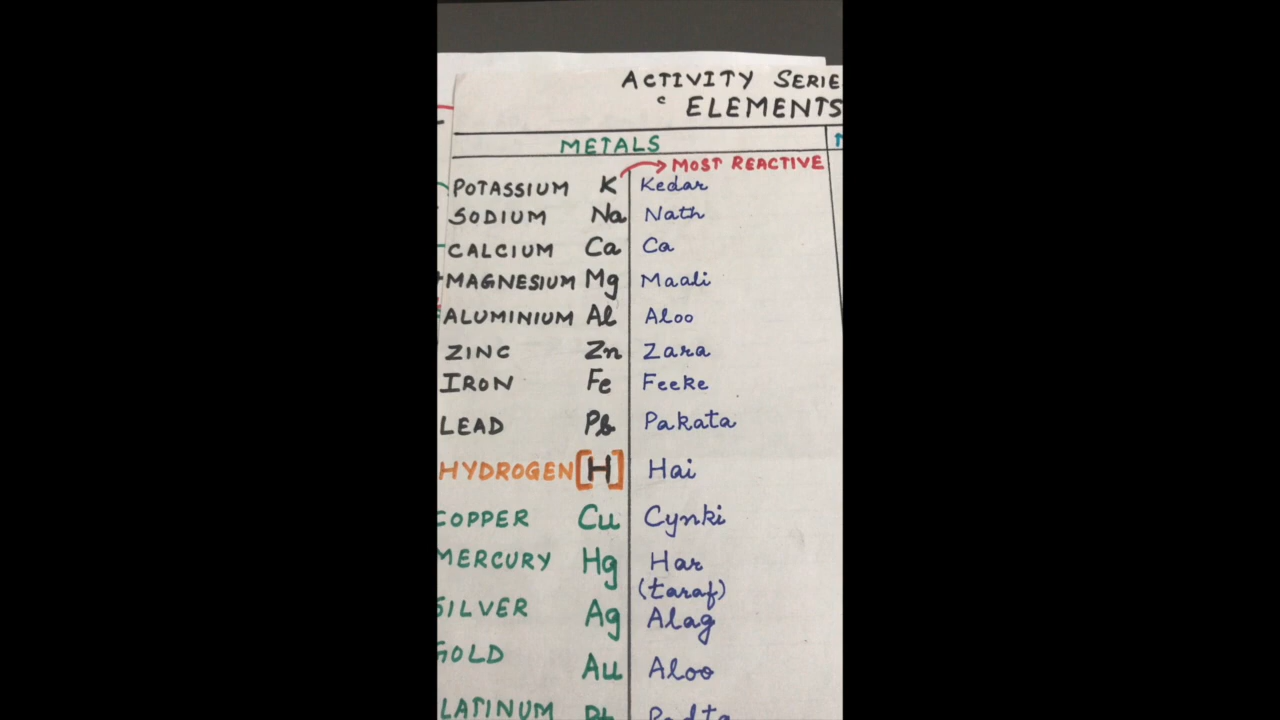 ACTIVITY SERIE
ELEMENTS
METALS
MOST REACTIVE
POTASSIUM K Kedar
SODIUM Na Nath
CALCIUM Ca Ca
MAGNESIUM Mg Maali
ALUMINIUM Al Aloo
ZINC Zn Zara
IRON Fe Feeke
LEAD Pb Pakata
HYDROGEN [H] Hai
COPPER Cu Cynki
MERCURY Hg Har
(taraf)
SILVER Ag Alag
GOLD Au Aloo
LATINUM Pt